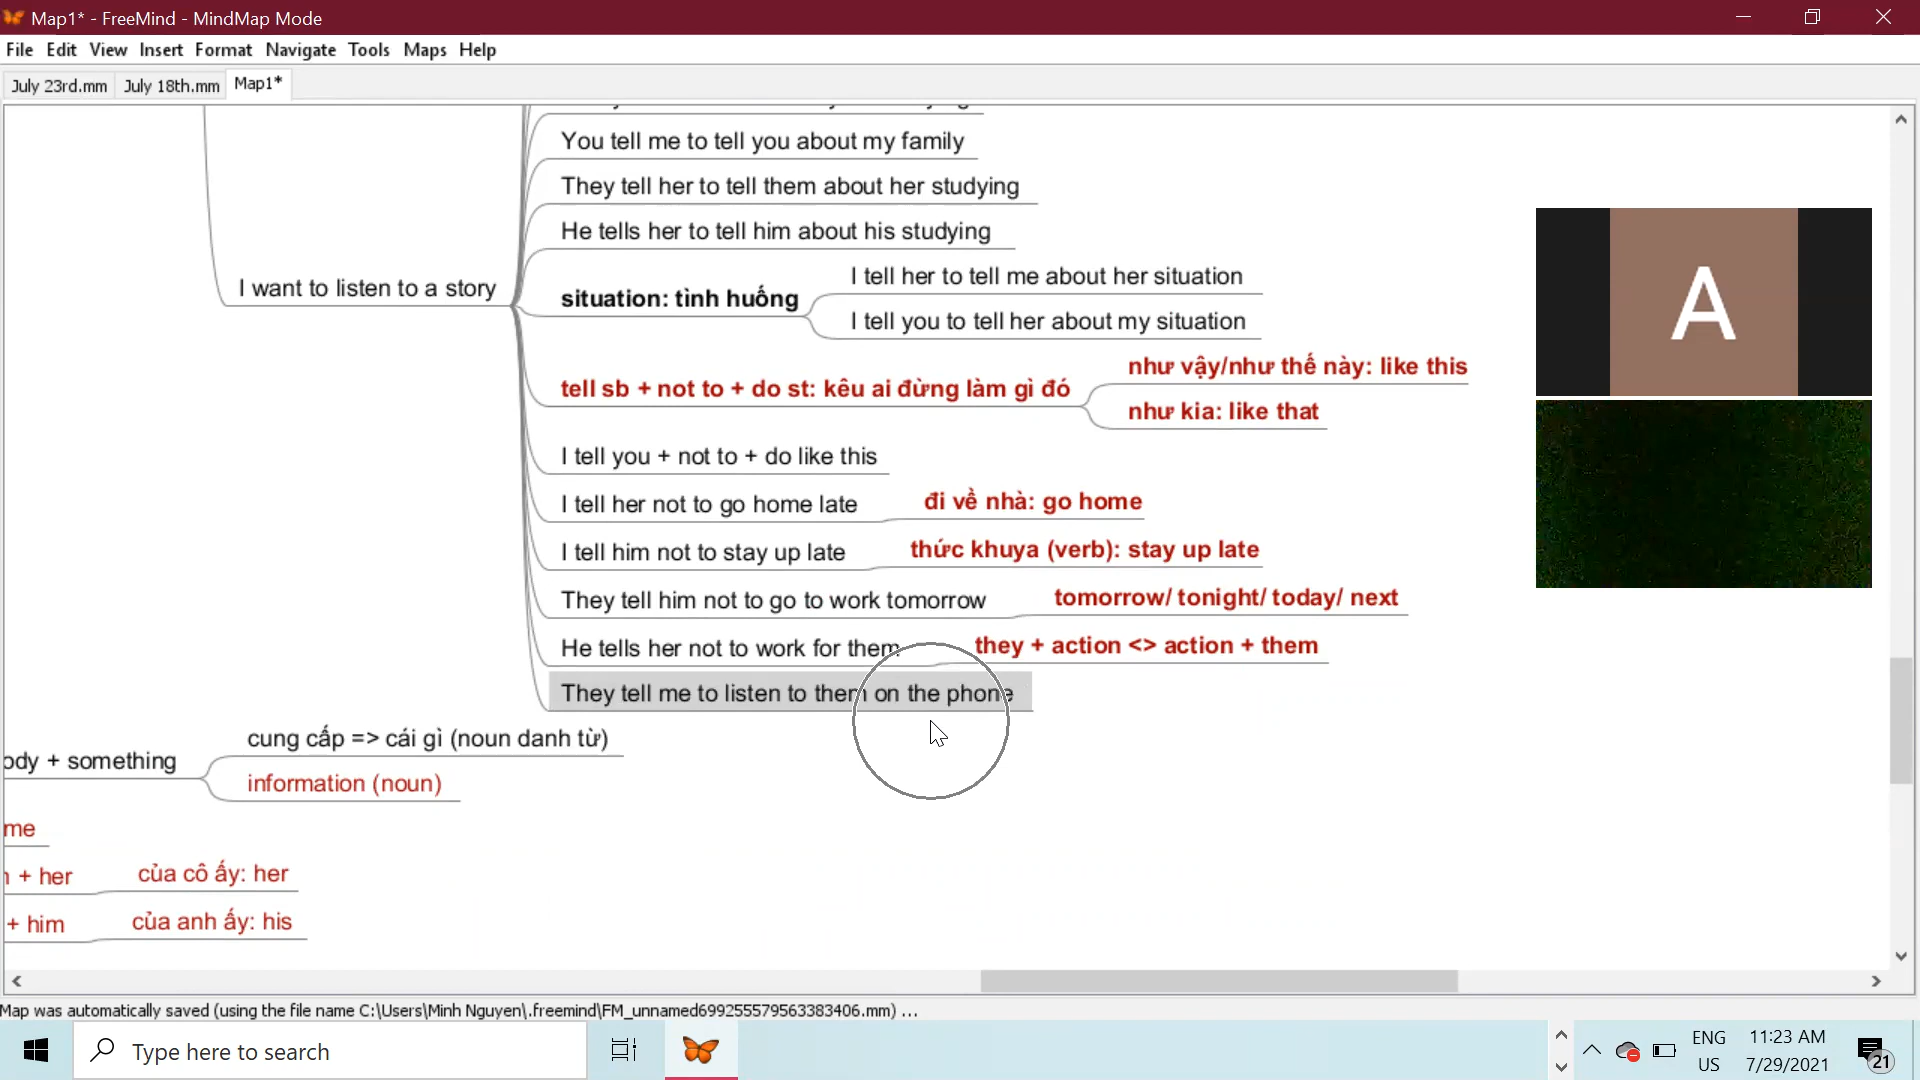 Map1* - FreeMind - MindMap Mode
File Edit View Insert Format Navigate Tools Maps Help
July 23rd.mm July 18th.mm Map1*
You tell me to tell you about my family
They tell her to tell them about her studying
He tells her to tell him about his studying
I want to listen to a story
situation: tình huống
I tell her to tell me about her situation
I tell you to tell her about my situation
tell sb + not to + do st: kêu ai đừng làm gì đó
như vậy/như thế này: like this
như kia: like that
I tell you + not to + do like this
I tell her not to go home late
đi về nhà: go home
I tell him not to stay up late
thức khuya (verb): stay up late
They tell him not to go to work tomorrow
tomorrow/ tonight/ today/ next
He tells her not to work for them
they + action <> action + them
They tell me to listen to them on the phone
cung cấp => cái gì (noun danh từ)
ody + something
information (noun)
me
+ her
của cô ấy: her
+ him
của anh ấy: his
A
Map was automatically saved (using the file name C:\Users\Minh Nguyen\.freemind\FM_unnamed699255579563383406.mm) ...
Type here to search
ENG
US
11:23 AM
7/29/2021
21